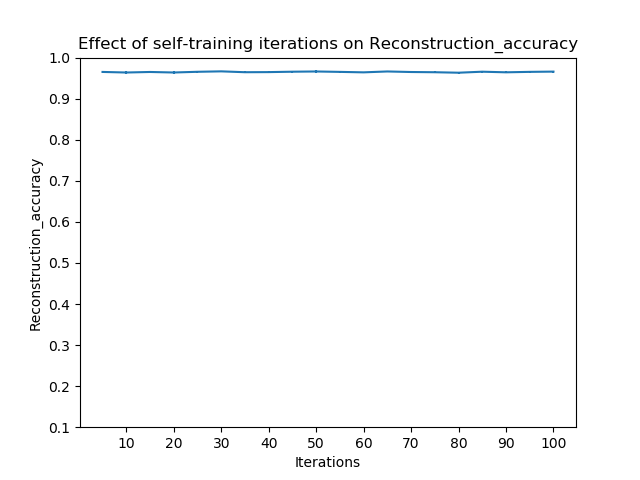 Effect of self-training iterations on Reconstruction_accuracy
1.0
0.9
0.8
0.7
0.6
0.5
0.4
0.3
0.2
0.1
Reconstruction_accuracy
10 20 30 40 50 60 70 80 90 100
Iterations